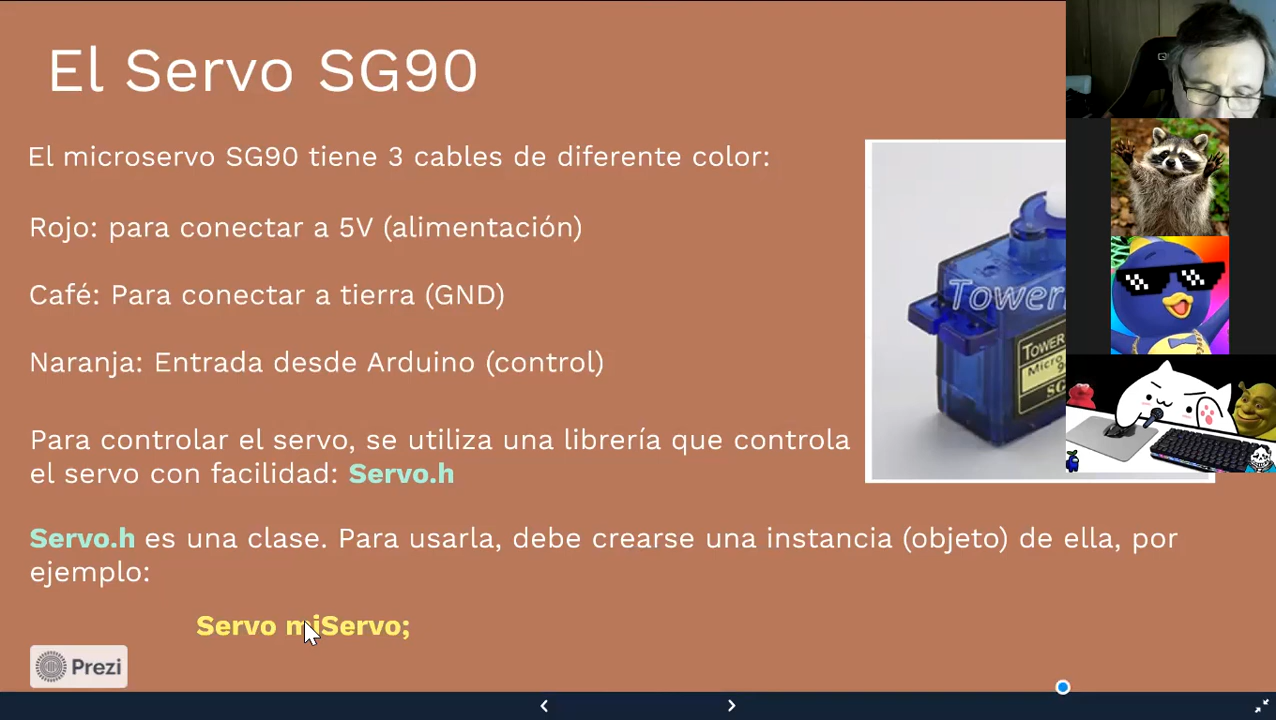 El Servo SG90
El microservo SG90 tiene 3 cables de diferente color:
Rojo: para conectar a 5V (alimentación)
Café: Para conectar a tierra (GND)
Naranja: Entrada desde Arduino (control)
Para controlar el servo, se utiliza una librería que controla
el servo con facilidad: Servo.h
Servo.h es una clase. Para usarla, debe crearse una instancia (objeto) de ella, por
ejemplo:
Servo miServo;
Prezi
Tower
TOWER
Micro